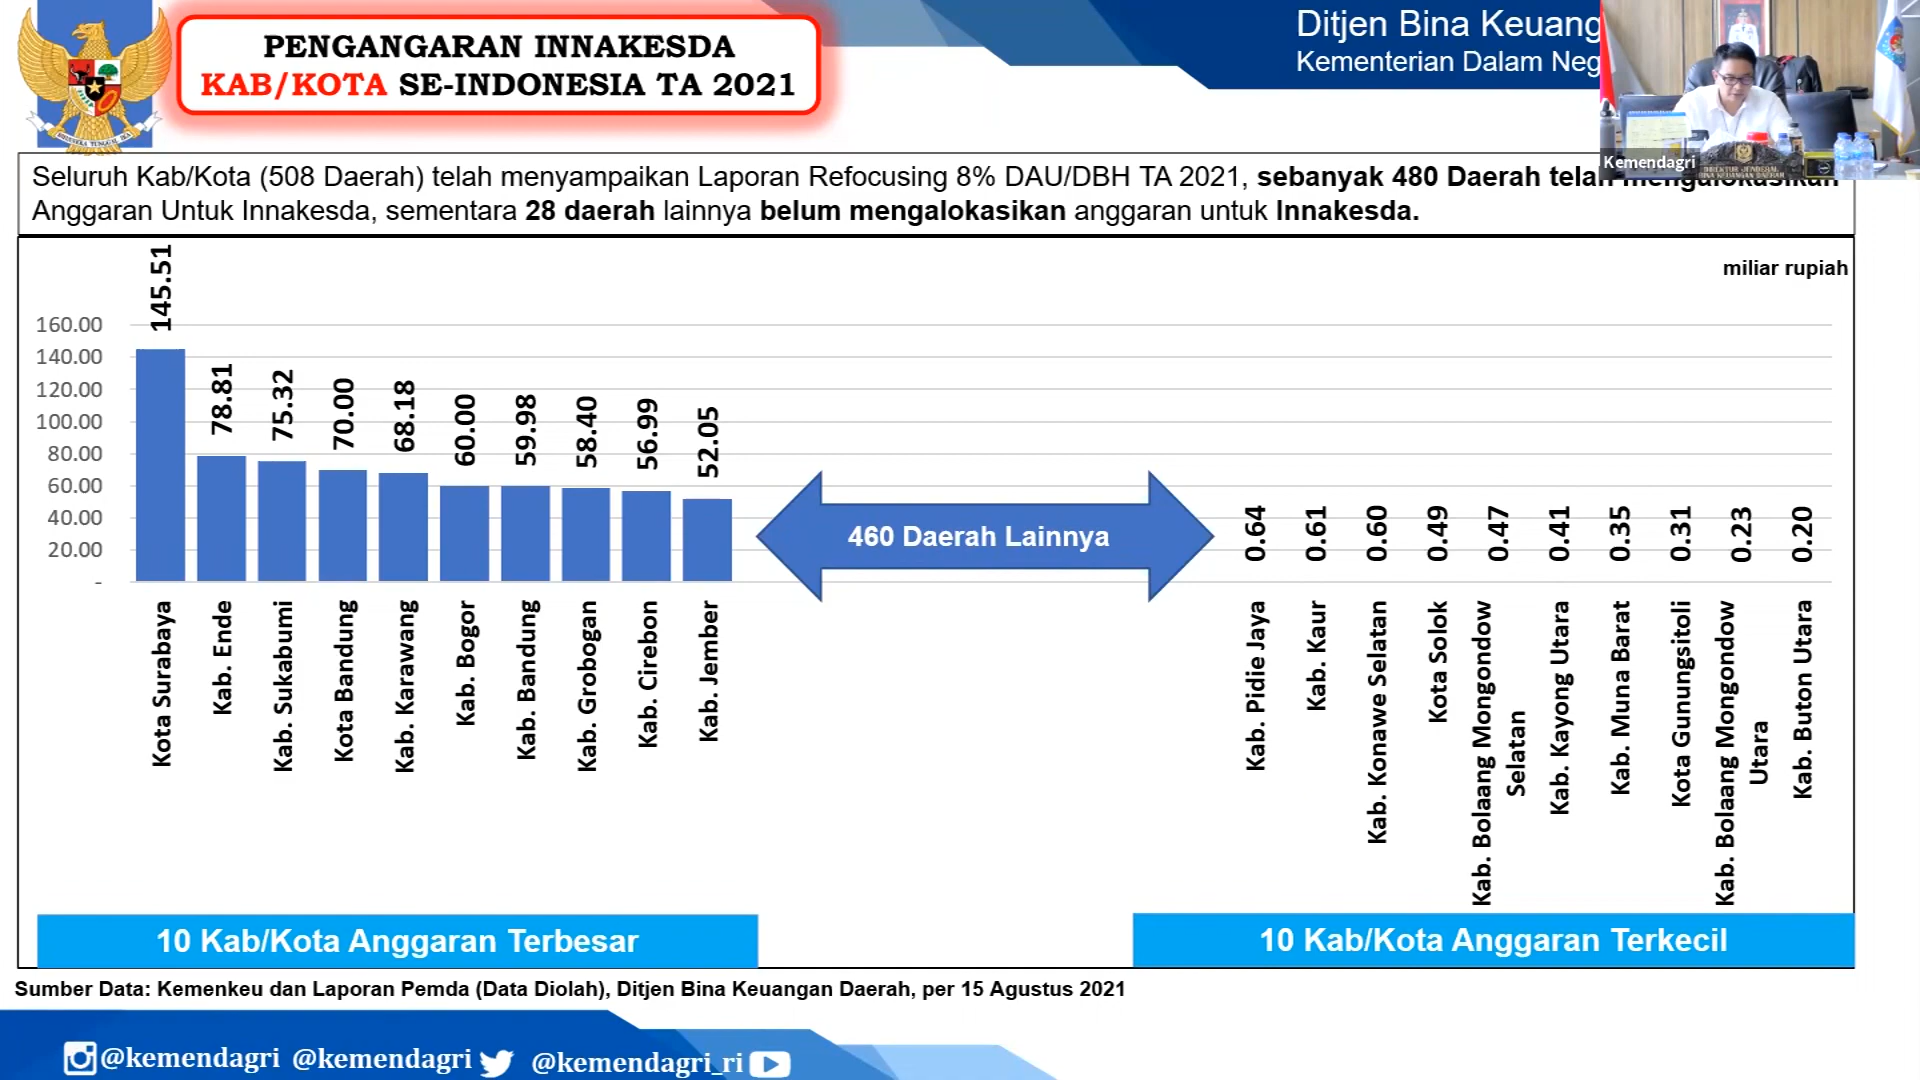 PENGANGARAN INNAKESDA
KAB/KOTA SE-INDONESIA TA 2021
Ditjen Bina Keuang
Kementerian Dalam Neg
Kemendagri
Seluruh Kab/Kota (508 Daerah) telah menyampaikan Laporan Refocusing 8% DAU/DBH TA 2021, sebanyak 480 Daerah telah mengalokasikan
Anggaran Untuk Innakesda, sementara 28 daerah lainnya belum mengalokasikan anggaran untuk Innakesda.
miliar rupiah
160.00
140.00
120.00
100.00
80.00
60.00
40.00
20.00
-
145.51
78.81
75.32
70.00
68.18
60.00
59.98
58.40
56.99
52.05
460 Daerah Lainnya
0.64
0.61
0.60
0.49
0.47
0.41
0.35
0.31
0.23
0.20
Kota Surabaya
Kab. Ende
Kab. Sukabumi
Kota Bandung
Kab. Karawang
Kab. Bogor
Kab. Bandung
Kab. Grobogan
Kab. Cirebon
Kab. Jember
Kab. Pidie Jaya
Kab. Kaur
Kab. Konawe Selatan
Kota Solok
Kab. Bolaang Mongondow
Selatan
Kab. Kayong Utara
Kab. Muna Barat
Kota Gunungsitoli
Kab. Bolaang Mongondow
Utara
Kab. Buton Utara
10 Kab/Kota Anggaran Terbesar
10 Kab/Kota Anggaran Terkecil
Sumber Data: Kemenkeu dan Laporan Pemda (Data Diolah), Ditjen Bina Keuangan Daerah, per 15 Agustus 2021
@kemendagri @kemendagri @kemendagri_ri